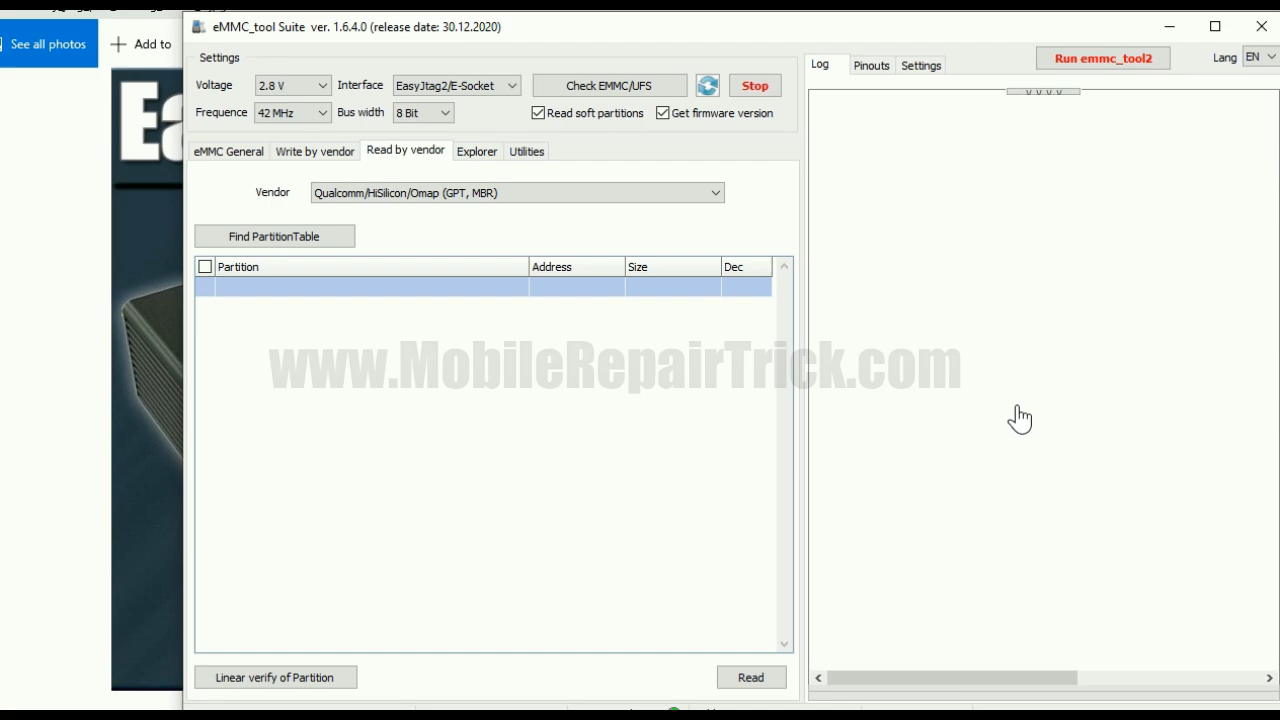 eMMC_tool Suite ver. 1.6.4.0 (release date: 30.12.2020)
See all photos
Add to
Settings
Voltage 2.8 V Interface EasyJtag2/E-Socket Check EMMC/UFS Stop
Frequency 42 MHz Bus width 8 Bit Read soft partitions Get firmware version
eMMC General Write by vendor Read by vendor Explorer Utilities
Vendor Qualcomm/HiSilicon/Omap (GPT, MBR)
Find PartitionTable
Partition Address Size Dec
Linear verify of Partition Read
Log Pinouts Settings Run emmc_tool2 Lang EN
www.MobileRepairTrick.com